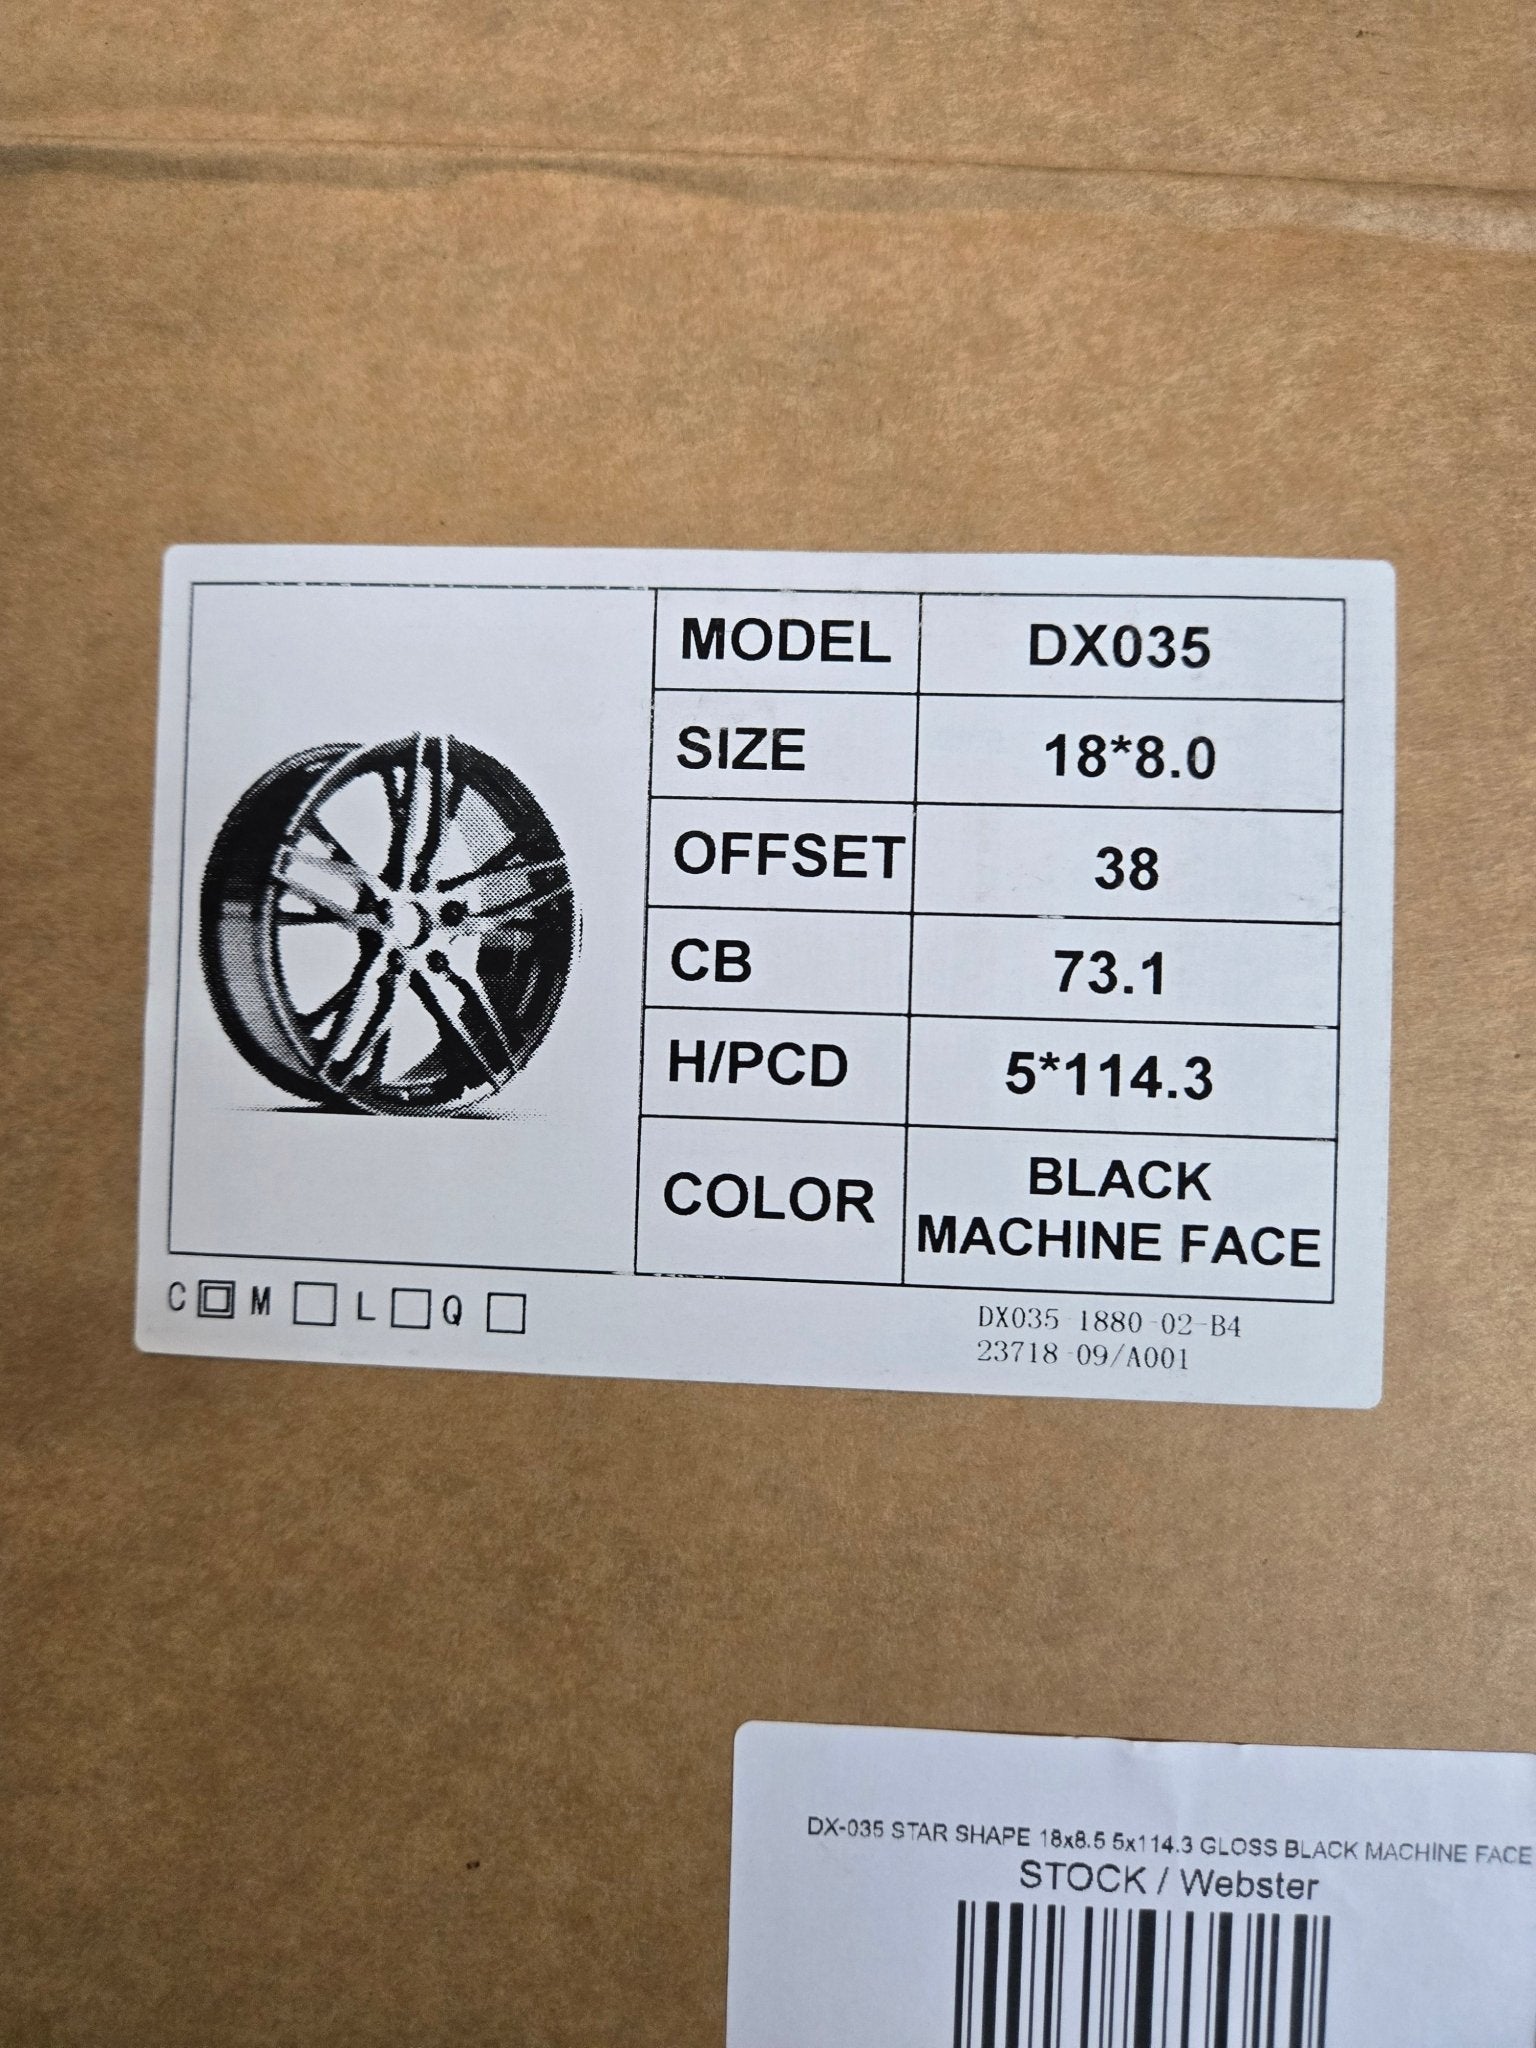 MODEL DX035
SIZE 18*8.0
OFFSET 38
CB 73.1
H/PCD 5*114.3
COLOR BLACK
MACHINE FACE
C M L Q
DX035-1880-02-B4
23718-09/A001
DX-035 STAR SHAPE 18x8.5 5x114.3 GLOSS BLACK MACHINE FACE
STOCK / Webster